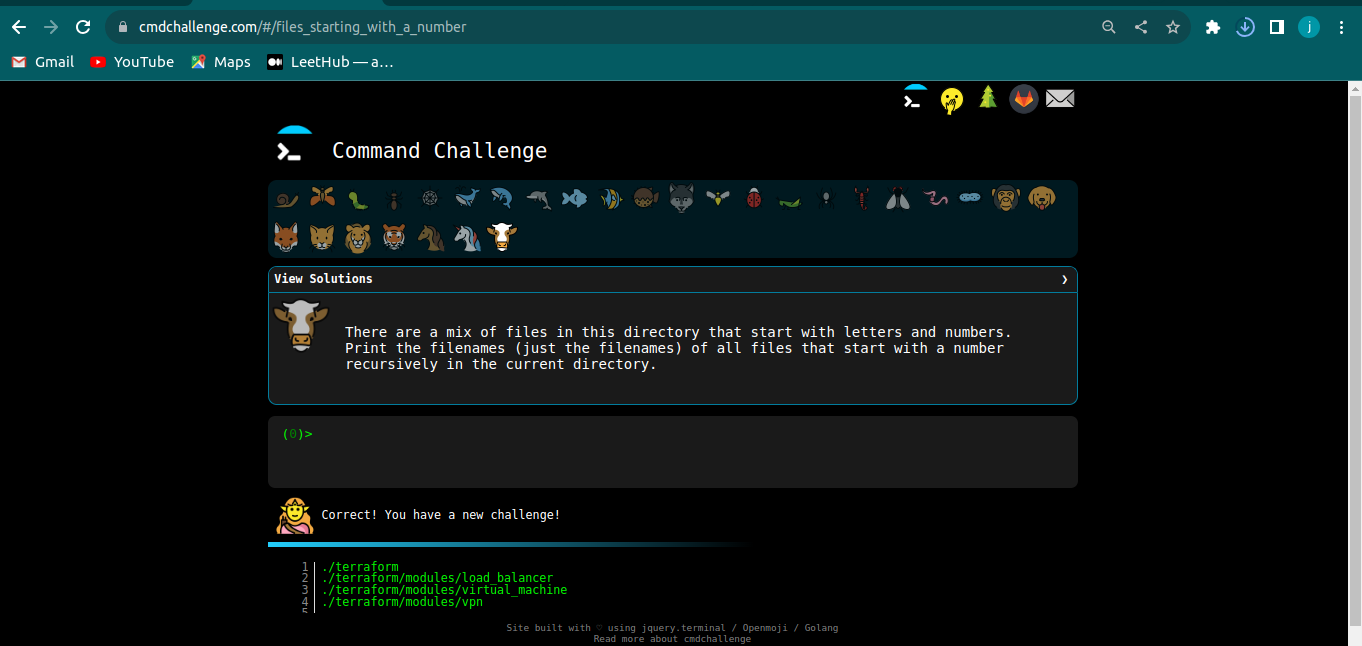 cmdchallenge.com/#/files_starting_with_a_number
j
Gmail
YouTube
Maps
LeetHub — a…
Command Challenge
View Solutions
There are a mix of files in this directory that start with letters and numbers.
Print the filenames (just the filenames) of all files that start with a number
recursively in the current directory.
(0)>
Correct! You have a new challenge!
1 ./terraform
2 ./terraform/modules/load_balancer
3 ./terraform/modules/virtual_machine
4 ./terraform/modules/vpn
5
Site built with ♡ using jquery.terminal / Openmoji / Golang
Read more about cmdchallenge